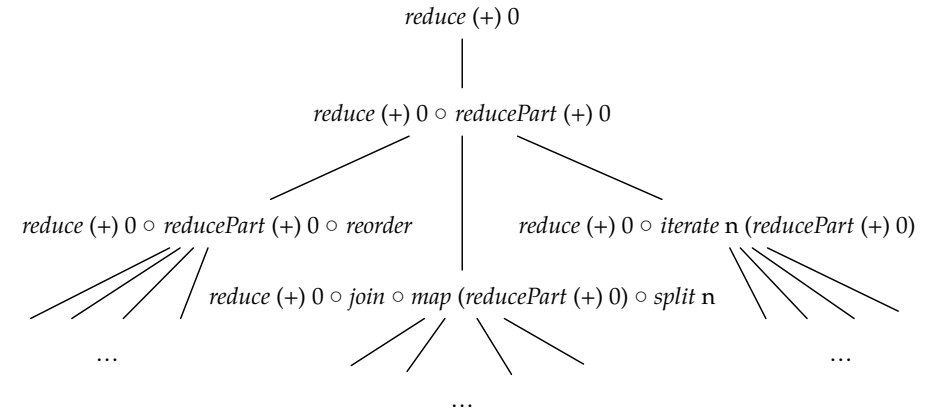 reduce (+) 0
reduce (+) 0 ○ reducePart (+) 0
reduce (+) 0 ○ reducePart (+) 0 ○ reorder
reduce (+) 0 ○ iterate n (reducePart (+) 0)
reduce (+) 0 ○ join ○ map (reducePart (+) 0) ○ split n
...
...
...